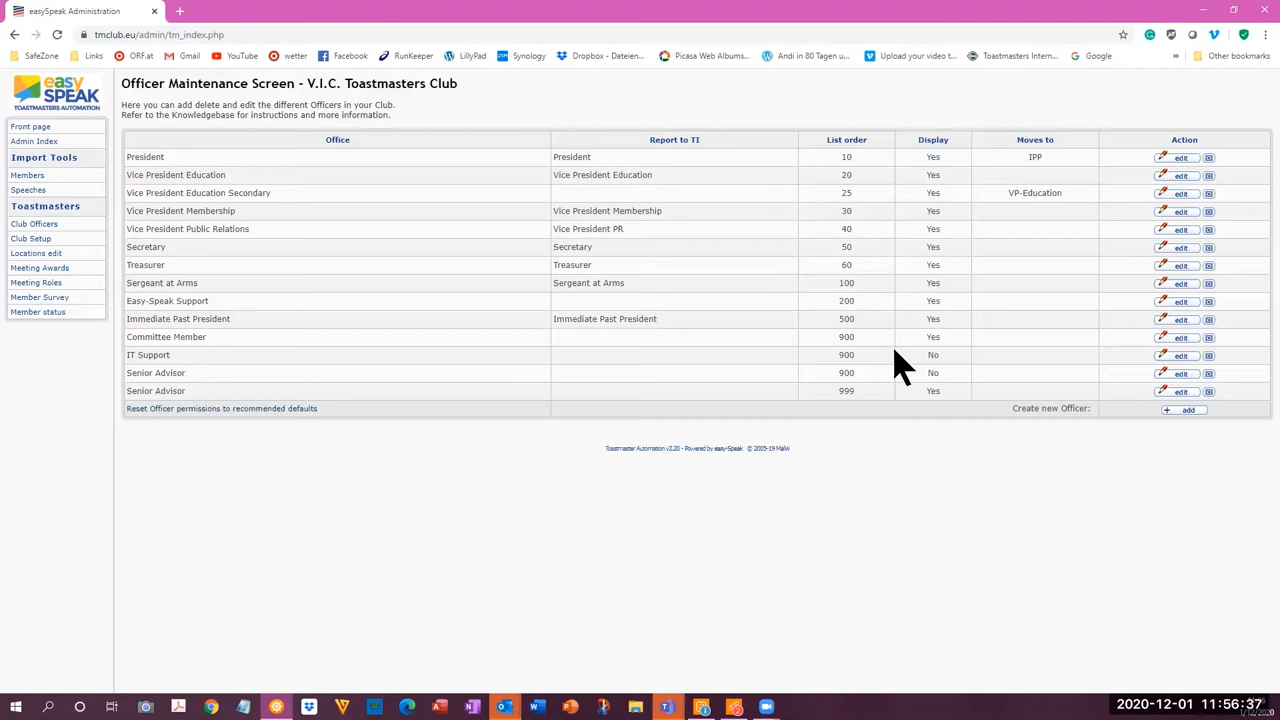 easySpeak Administration
tmclub.eu/admin/tm_index.php
SafeZone Links ORF.at Gmail YouTube wetter Facebook RunKeeper LillyPad Synology Dropbox - Dateien... Picasa Web Albums... Andi in 80 Tagen u... Upload your video t... Toastmasters Intern... Google » Other bookmarks
easy
SPEAK
TOASTMASTERS AUTOMATION
Front page
Admin Index
Import Tools
Members
Speeches
Toastmasters
Club Officers
Club Setup
Locations edit
Meeting Awards
Meeting Roles
Member Survey
Member status
Officer Maintenance Screen - V.I.C. Toastmasters Club
Here you can add delete and edit the different Officers in your Club.
Refer to the Knowledgebase for instructions and more information.
Office Report to TI List order Display Moves to Action
President President 10 Yes IPP edit
Vice President Education Vice President Education 20 Yes edit
Vice President Education Secondary 25 Yes VP-Education edit
Vice President Membership Vice President Membership 30 Yes edit
Vice President Public Relations Vice President PR 40 Yes edit
Secretary Secretary 50 Yes edit
Treasurer Treasurer 60 Yes edit
Sergeant at Arms Sergeant at Arms 100 Yes edit
Easy-Speak Support 200 Yes edit
Immediate Past President Immediate Past President 500 Yes edit
Committee Member 900 Yes edit
IT Support 900 No edit
Senior Advisor 900 No edit
Senior Advisor 999 Yes edit
Reset Officer permissions to recommended defaults Create new Officer: + add
Toastmaster Automation v2.20 - Powered by easy-Speak © 2005-19 MalW
2020-12-01 11:56:37